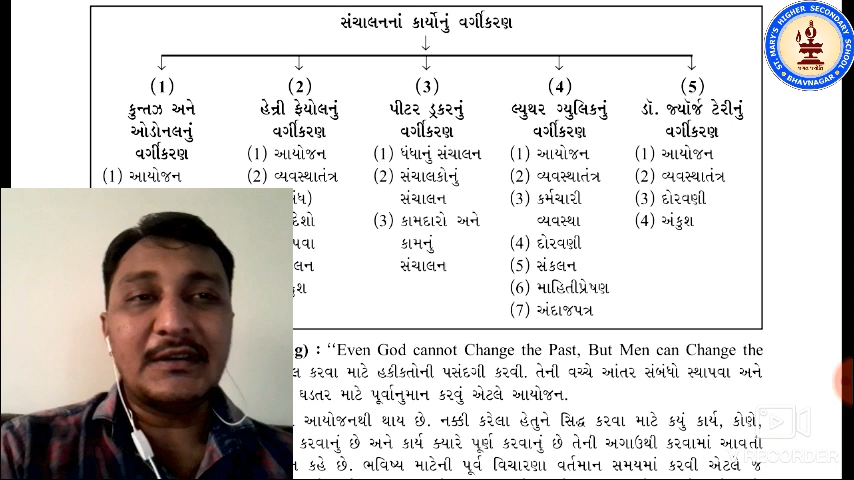 સંચાલનનાં કાર્યોનું વર્ગીકરણ
(1)
કુન્તઝ અને
ઓડોનલનું
વર્ગીકરણ
(1) આયોજન
(2)
હેન્રી ફેયોલનું
વર્ગીકરણ
(1) આયોજન
(2) વ્યવસ્થાતંત્ર
(3)
પીટર ડ્રકરનું
વર્ગીકરણ
(1) ધંધાનું સંચાલન
(2) સંચાલકોનું
સંચાલન
(3) કામદારો અને
કામનું
સંચાલન
(4)
લ્યુથર ગ્યુલિકનું
વર્ગીકરણ
(1) આયોજન
(2) વ્યવસ્થાતંત્ર
(3) કર્મચારી
વ્યવસ્થા
(4) દોરવણી
(5) સંકલન
(6) માહિતીપ્રેષણ
(7) અંદાજપત્ર
(5)
ડૉ. જ્યૉર્જ ટેરીનું
વર્ગીકરણ
(1) આયોજન
(2) વ્યવસ્થાતંત્ર
(3) દોરવણી
(4) અંકુશ
g) : “Even God cannot Change the Past, But Men can Change the
કરવા માટે હકીકતોની પસંદગી કરવી. તેની વચ્ચે આંતર સંબંધો સ્થાપવા અને
ઘડતર માટે પૂર્વાનુમાન કરવું એટલે આયોજન.
આયોજનથી થાય છે. નક્કી કરેલા હેતુને સિદ્ધ કરવા માટે કયું કાર્ય, કોણે,
કરવાનું છે અને કાર્ય ક્યારે પૂર્ણ કરવાનું છે તેની અગાઉથી કરવામાં આવતી
કહે છે. ભવિષ્ય માટેની પૂર્વ વિચારણા વર્તમાન સમયમાં કરવી એટલે જ
ST. MARY'S HIGHER SECONDARY SCHOOL
BHAVNAGAR
RECORDER